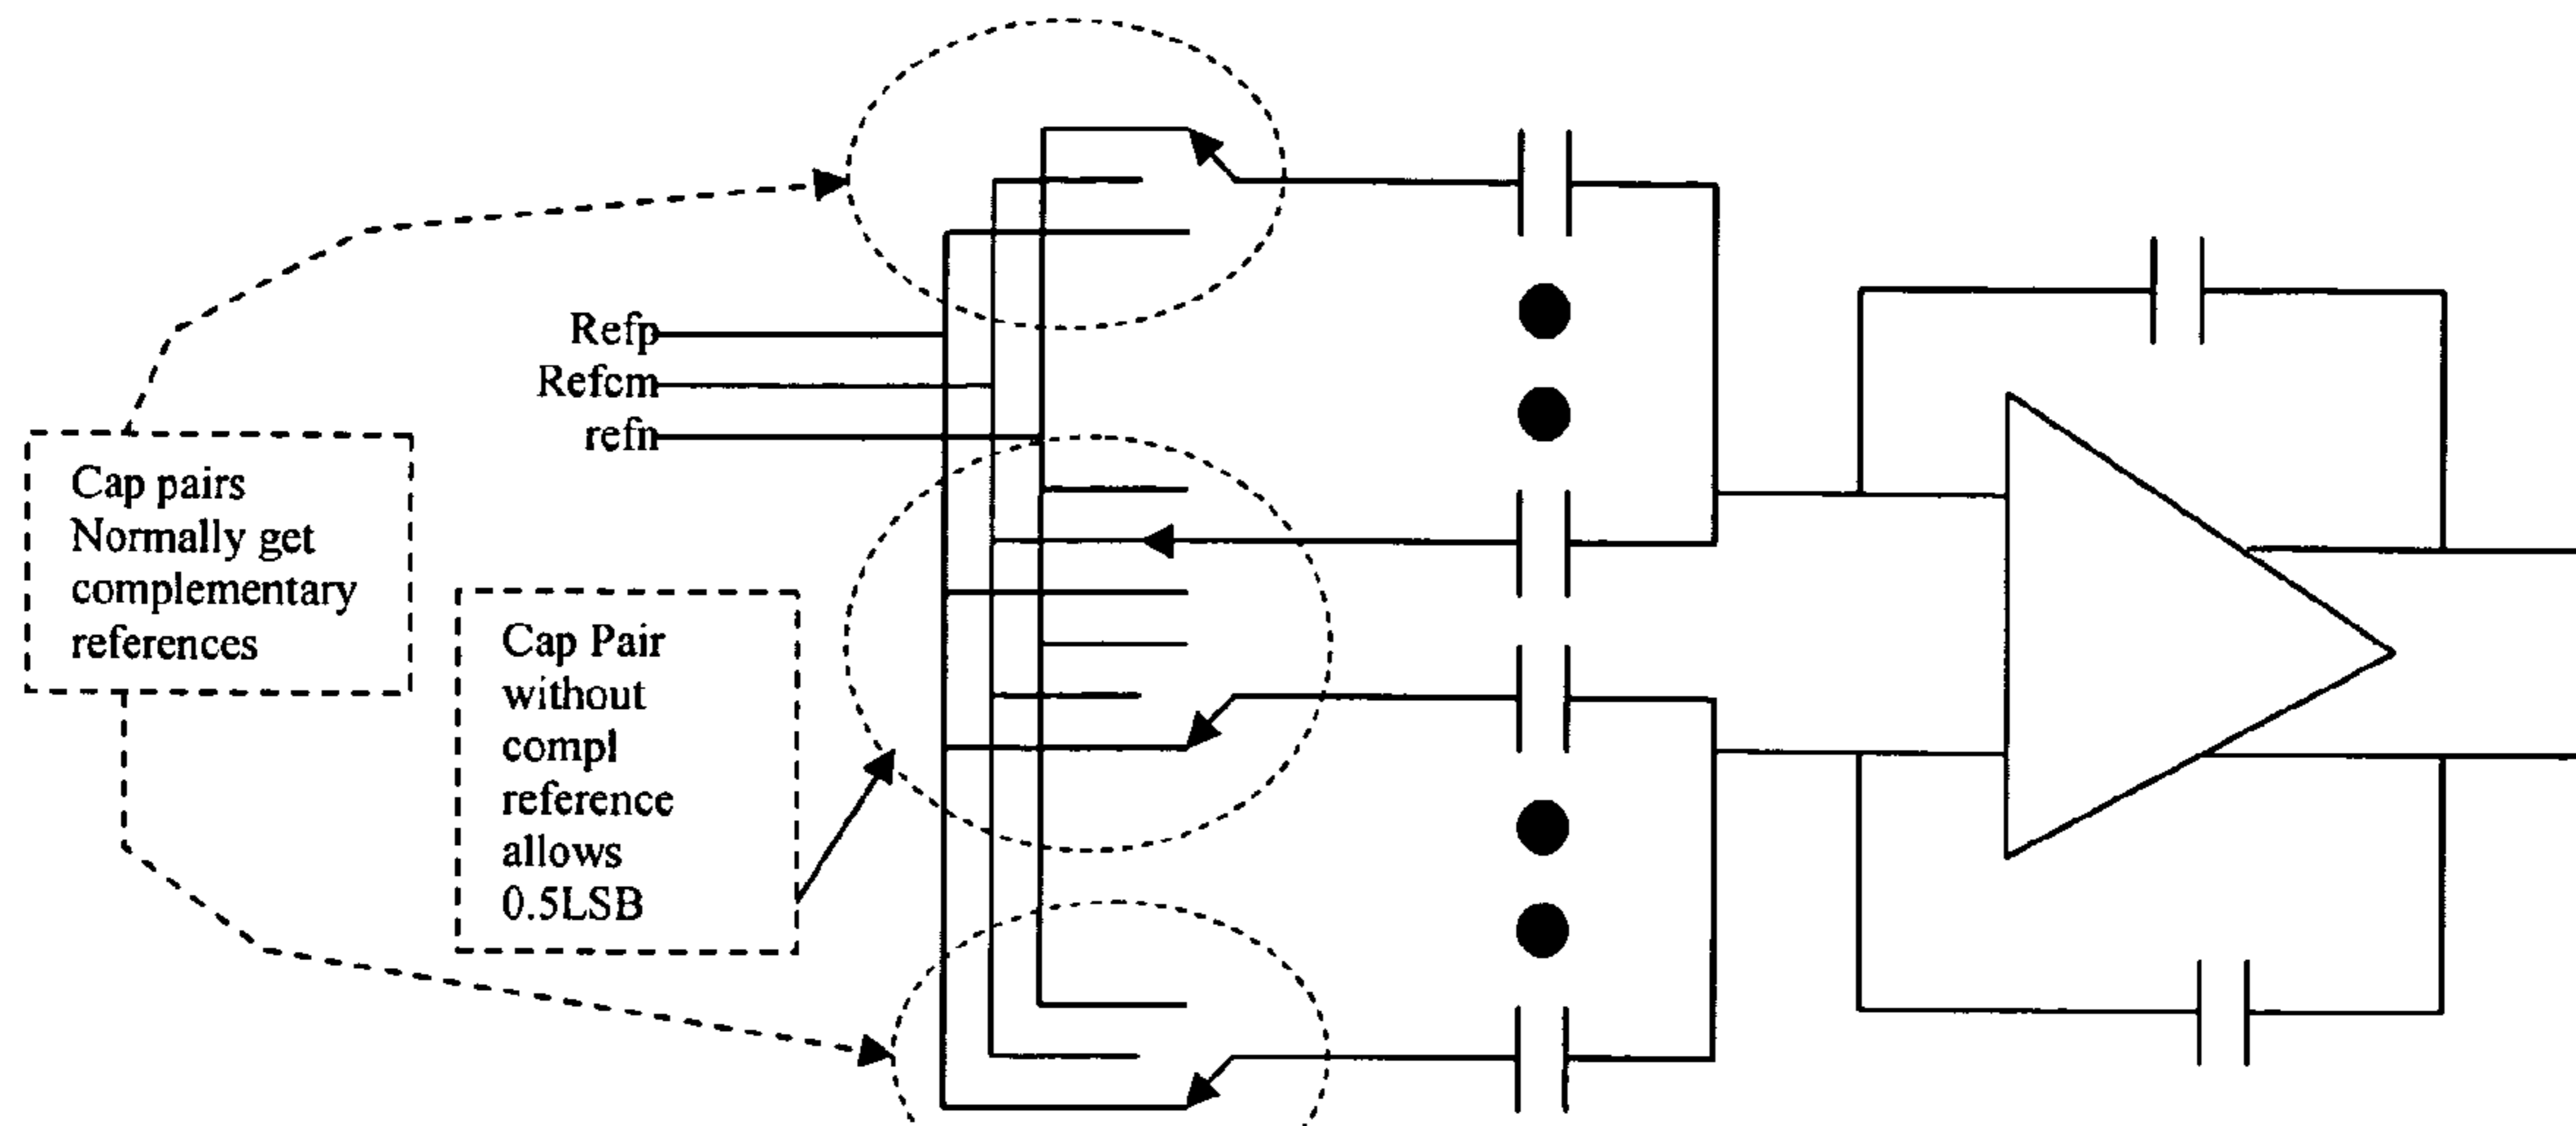 Refp
Refcm
refn
Cap pairs
Normally get
complementary
references
Cap Pair
without
compl
reference
allows
0.5LSB